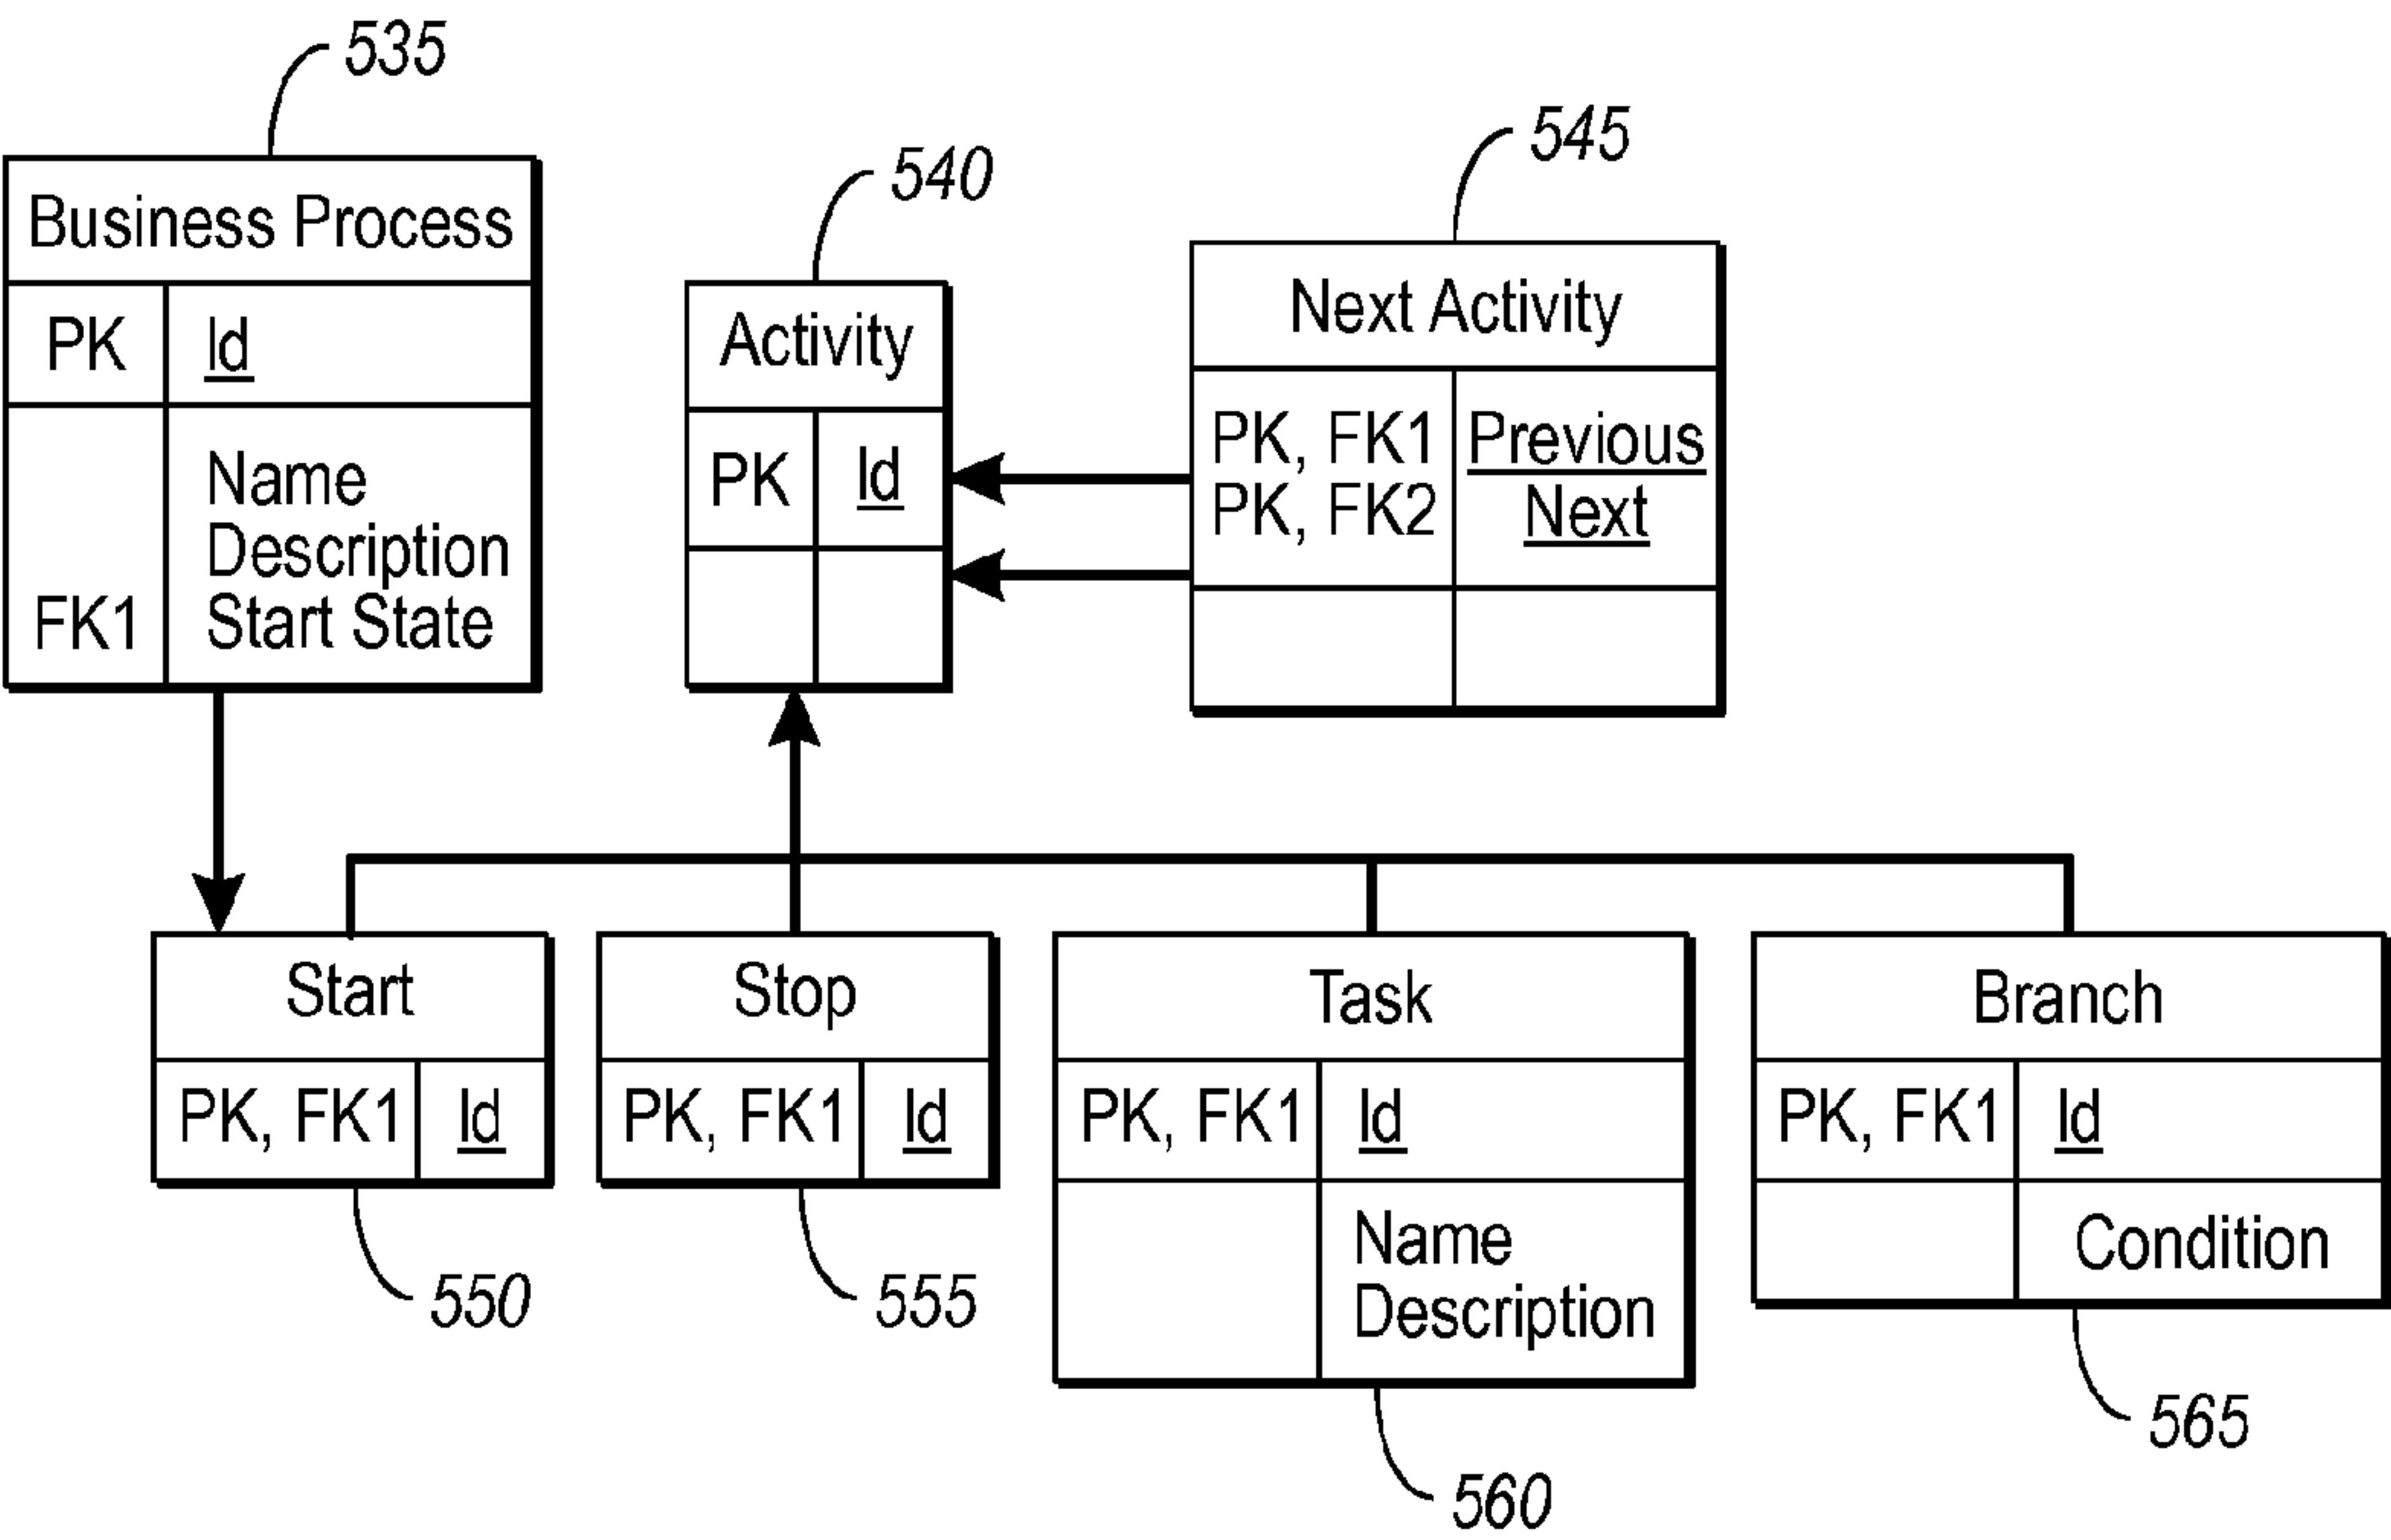 535
Business Process
PK Id
Name
Description
FK1 Start State
540
Activity
PK Id
545
Next Activity
PK, FK1 Previous
PK, FK2 Next
Start
PK, FK1 Id
550
Stop
PK, FK1 Id
555
Task
PK, FK1 Id
Name
Description
560
Branch
PK, FK1 Id
Condition
565